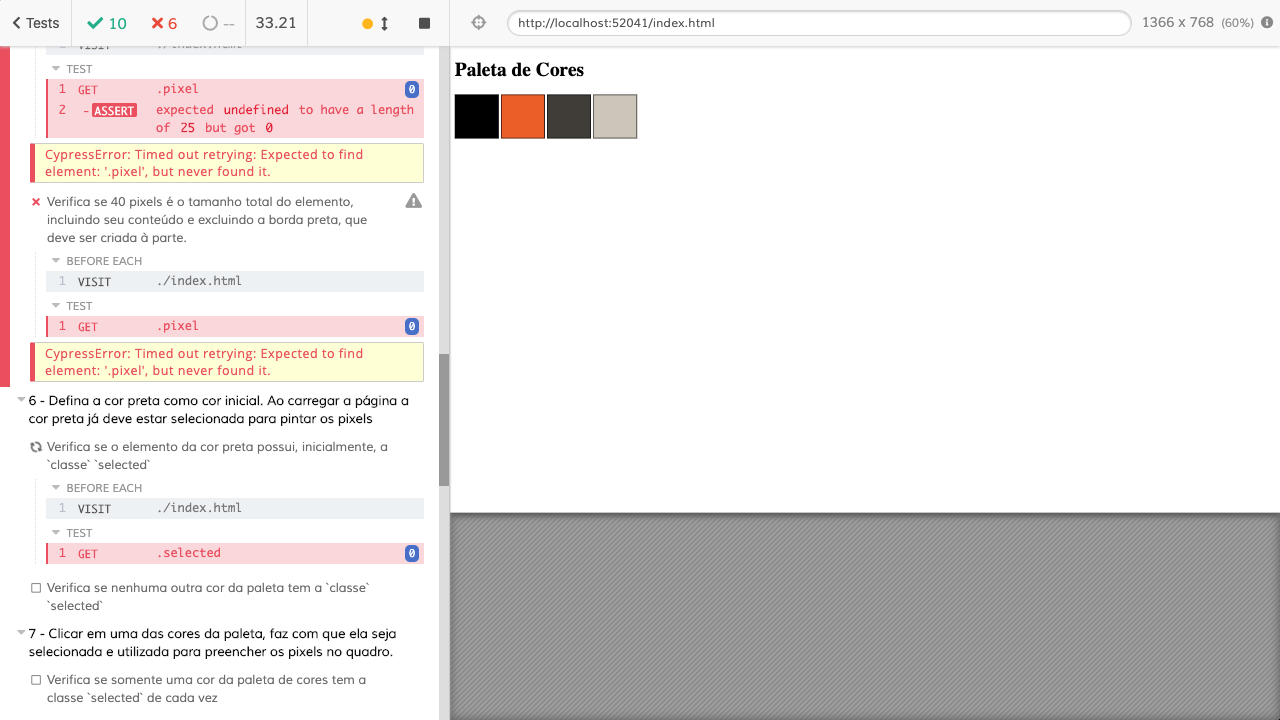 Tests
10
6
--
33.21
http://localhost:52041/index.html
1366 x 768 (60%)
1 VISIT ./index.html
TEST
1 GET .pixel 0
2 -ASSERT expected undefined to have a length
of 25 but got 0
CypressError: Timed out retrying: Expected to find
element: '.pixel', but never found it.
Verifica se 40 pixels é o tamanho total do elemento,
incluindo seu conteúdo e excluindo a borda preta, que
deve ser criada à parte.
BEFORE EACH
1 VISIT ./index.html
TEST
1 GET .pixel 0
CypressError: Timed out retrying: Expected to find
element: '.pixel', but never found it.
6 - Defina a cor preta como cor inicial. Ao carregar a página a
cor preta já deve estar selecionada para pintar os pixels
Verifica se o elemento da cor preta possui, inicialmente, a
`classe` `selected`
BEFORE EACH
1 VISIT ./index.html
TEST
1 GET .selected 0
Verifica se nenhuma outra cor da paleta tem a `classe`
`selected`
7 - Clicar em uma das cores da paleta, faz com que ela seja
selecionada e utilizada para preencher os pixels no quadro.
Verifica se somente uma cor da paleta de cores tem a
classe `selected` de cada vez
Paleta de Cores